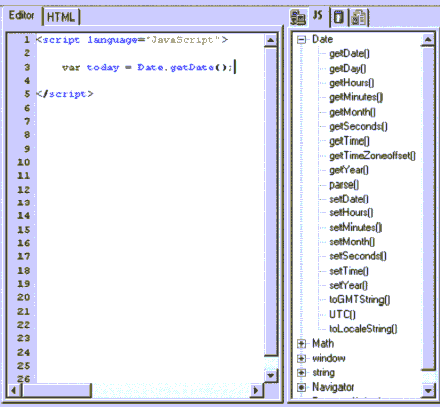 Editor HTML JS
1 <script language="JavaScript">
2
3 var today = Date.getDate();
4
5 </script>
6
7
8
9
10
11
12
13
14
15
16
17
18
19
20
21
22
23
24
25
26
Date
getDate()
getDay()
getHours()
getMinutes()
getMonth()
getSeconds()
getTime()
getTimeZoneoffset()
getYear()
parse()
setDate()
setHours()
setMinutes()
setMonth()
setSeconds()
setTime()
setYear()
toGMTString()
UTC()
toLocaleString()
Math
window
string
Navigator